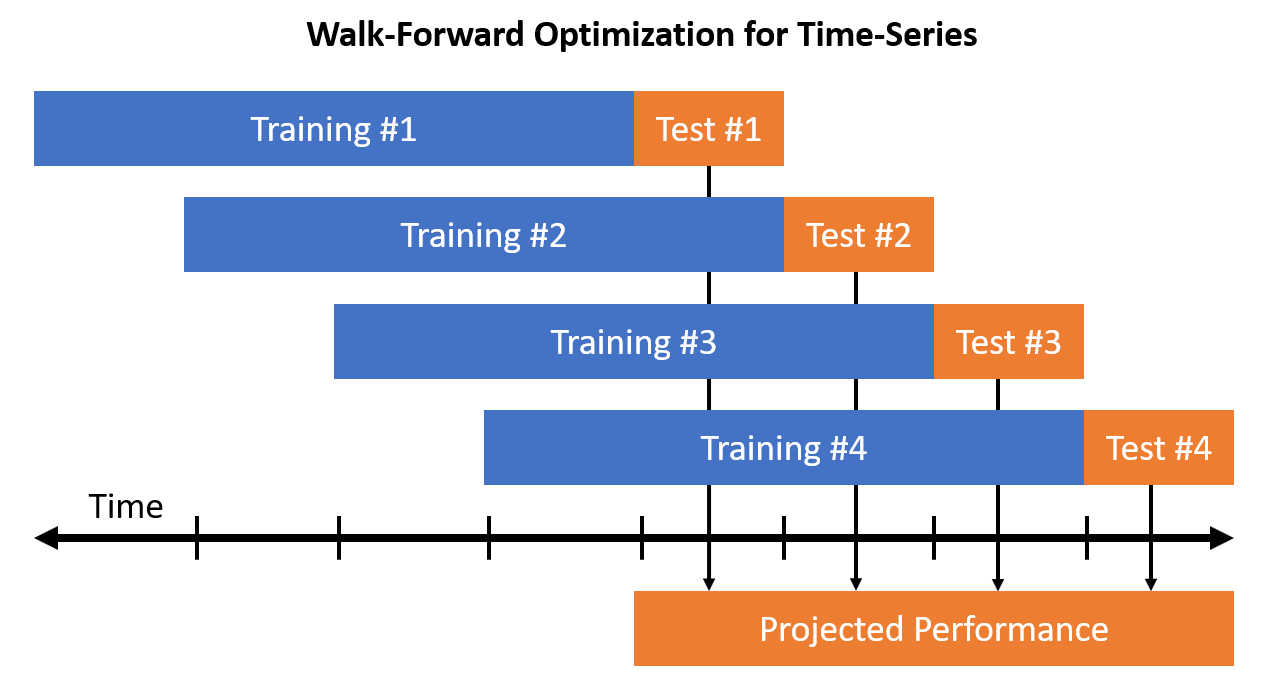 Walk-Forward Optimization for Time-Series
Training #1
Test #1
Training #2
Test #2
Training #3
Test #3
Training #4
Test #4
Time
Projected Performance